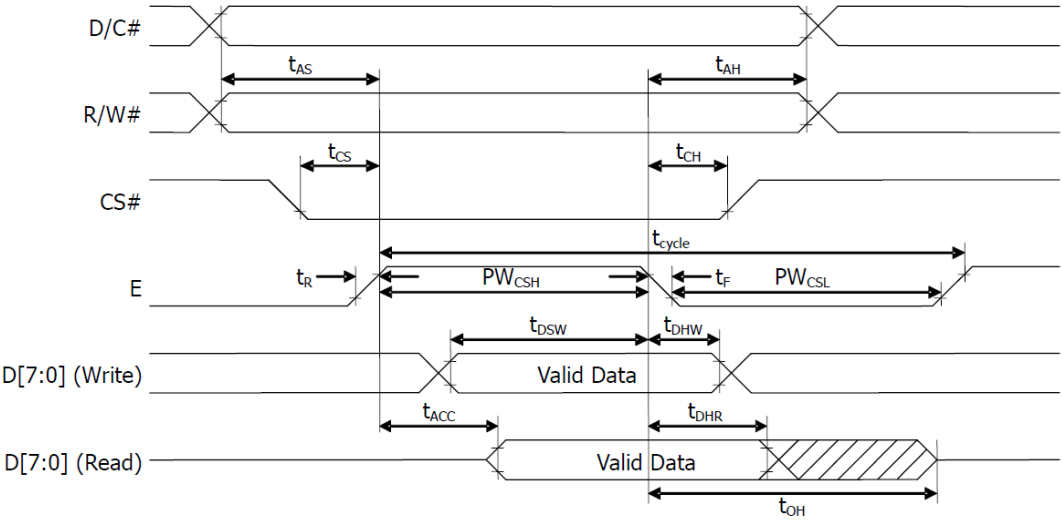 D/C#
tAS
tAH
R/W#
tCS
tCH
CS#
tcycle
tR
PWCSH
tF
PWCSL
E
tDSW
tDHW
D[7:0] (Write)
Valid Data
tACC
tDHR
D[7:0] (Read)
Valid Data
tOH